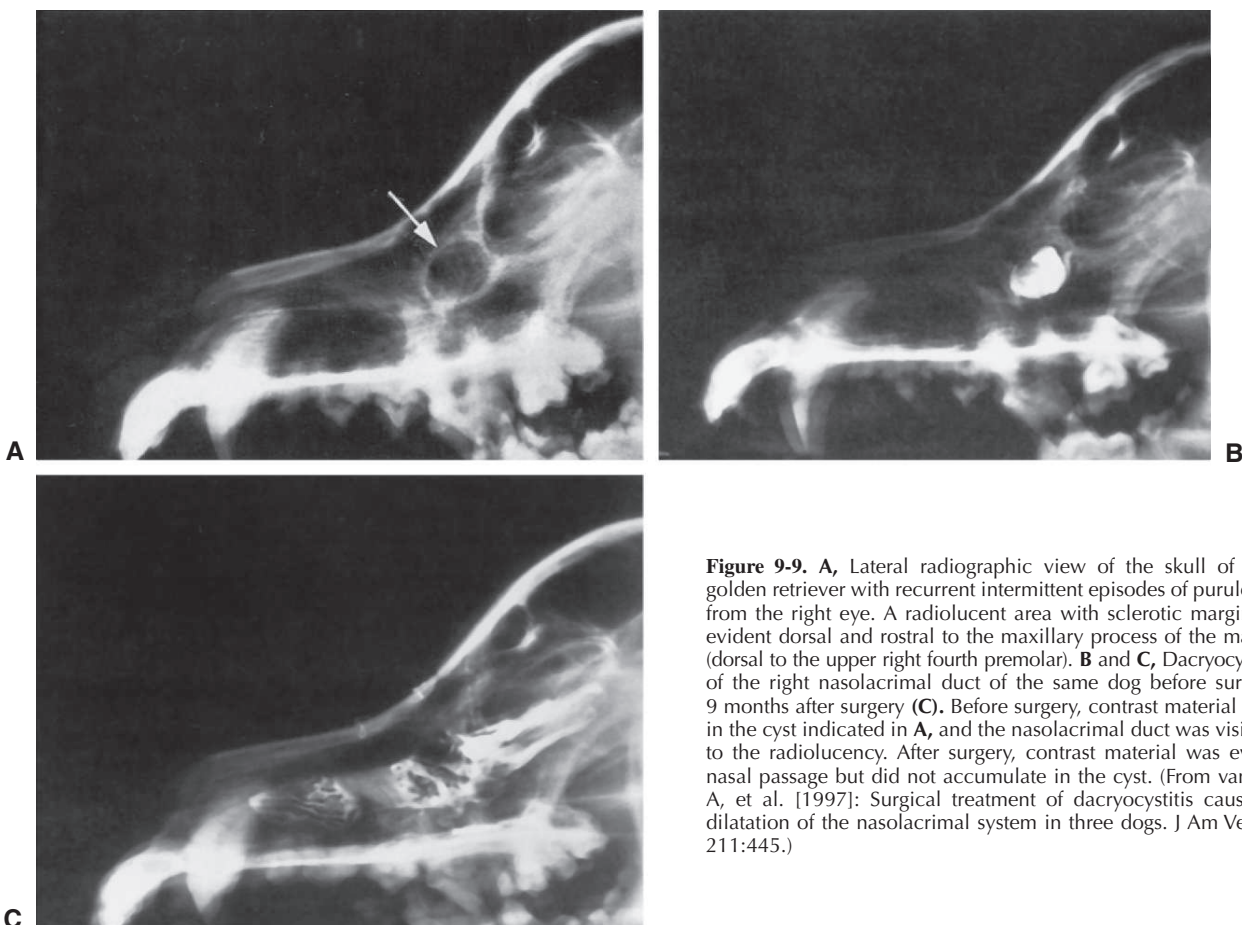 A
B
C
Figure 9-9. A, Lateral radiographic view of the skull of
golden retriever with recurrent intermittent episodes of purul
from the right eye. A radiolucent area with sclerotic margi
evident dorsal and rostral to the maxillary process of the ma
(dorsal to the upper right fourth premolar). B and C, Dacryocy
of the right nasolacrimal duct of the same dog before sur
9 months after surgery (C). Before surgery, contrast material
in the cyst indicated in A, and the nasolacrimal duct was visi
to the radiolucency. After surgery, contrast material was ev
nasal passage but did not accumulate in the cyst. (From van
A, et al. [1997]: Surgical treatment of dacryocystitis caus
dilatation of the nasolacrimal system in three dogs. J Am Ve
211:445.)